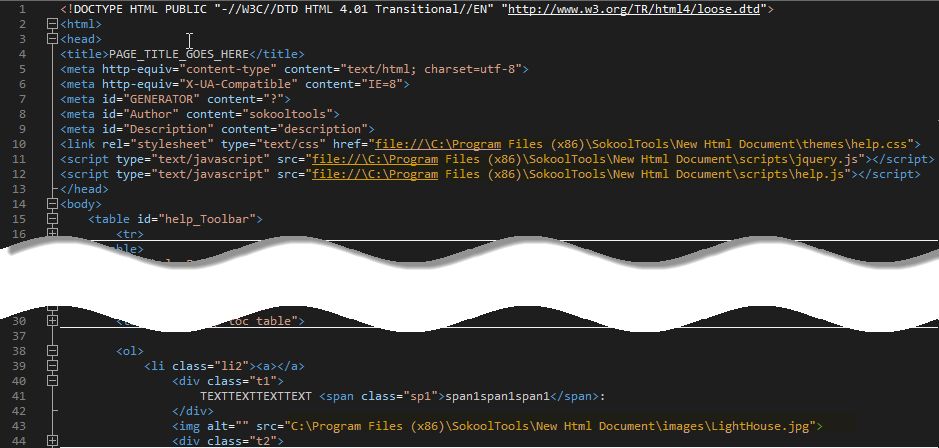 1 <!DOCTYPE HTML PUBLIC "-//W3C//DTD HTML 4.01 Transitional//EN" "http://www.w3.org/TR/html4/loose.dtd">
2 <html>
3 <head>
4 <title>PAGE_TITLE_GOES_HERE</title>
5 <meta http-equiv="content-type" content="text/html; charset=utf-8">
6 <meta http-equiv="X-UA-Compatible" content="IE=8">
7 <meta id="GENERATOR" content="?">
8 <meta id="Author" content="sokooltools">
9 <meta id="Description" content="description">
10 <link rel="stylesheet" type="text/css" href="file://\C:\Program Files (x86)\SokoolTools\New Html Document\themes\help.css">
11 <script type="text/javascript" src="file://\C:\Program Files (x86)\SokoolTools\New Html Document\scripts\jquery.js"></script>
12 <script type="text/javascript" src="file://\C:\Program Files (x86)\SokoolTools\New Html Document\scripts\help.js"></script>
13 </head>
14 <body>
15 <table id="help_Toolbar">
16 <tr>
ble>
30 toc table">
37
38 <ol>
39 <li class="li2"><a></a>
40 <div class="t1">
41 TEXTTEXTTEXTTEXT <span class="sp1">span1span1span1</span>:
42 </div>
43 <img alt="" src="C:\Program Files (x86)\SokoolTools\New Html Document\images\LightHouse.jpg">
44 <div class="t2">